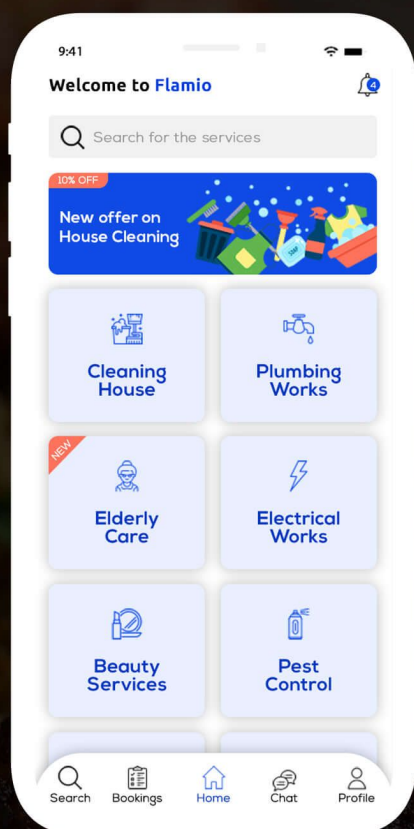 9:41
Welcome to Flamio
4
Search for the services
10% OFF
New offer on
House Cleaning
SOAP
Cleaning
House
Plumbing
Works
NEW
Elderly
Care
Electrical
Works
Beauty
Services
Pest
Control
Search
Bookings
Home
Chat
Profile